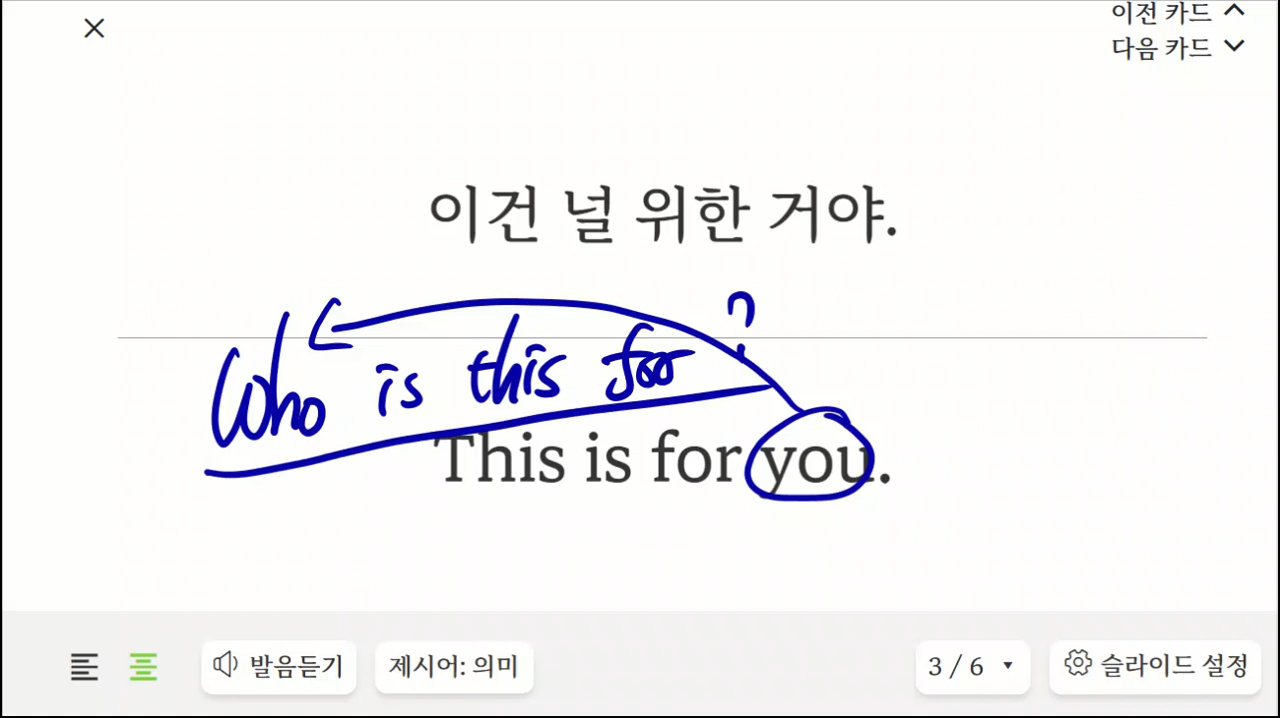 이전 카드
다음 카드
이건 널 위한 거야.
Who is this for?
This is for you.
발음듣기
제시어: 의미
3 / 6
슬라이드 설정